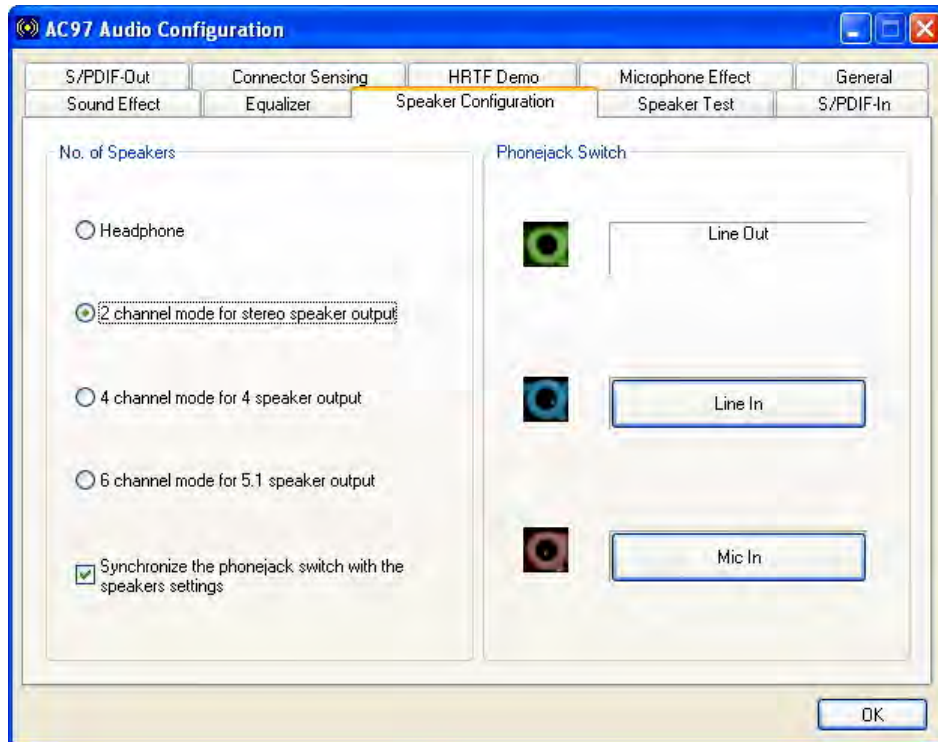 AC97 Audio Configuration
S/PDIF-Out Connector Sensing HRTF Demo Microphone Effect General
Sound Effect Equalizer Speaker Configuration Speaker Test S/PDIF-In
No. of Speakers
Headphone
2 channel mode for stereo speaker output
4 channel mode for 4 speaker output
6 channel mode for 5.1 speaker output
Synchronize the phonejack switch with the
speakers settings
Phonejack Switch
Line Out
Line In
Mic In
OK